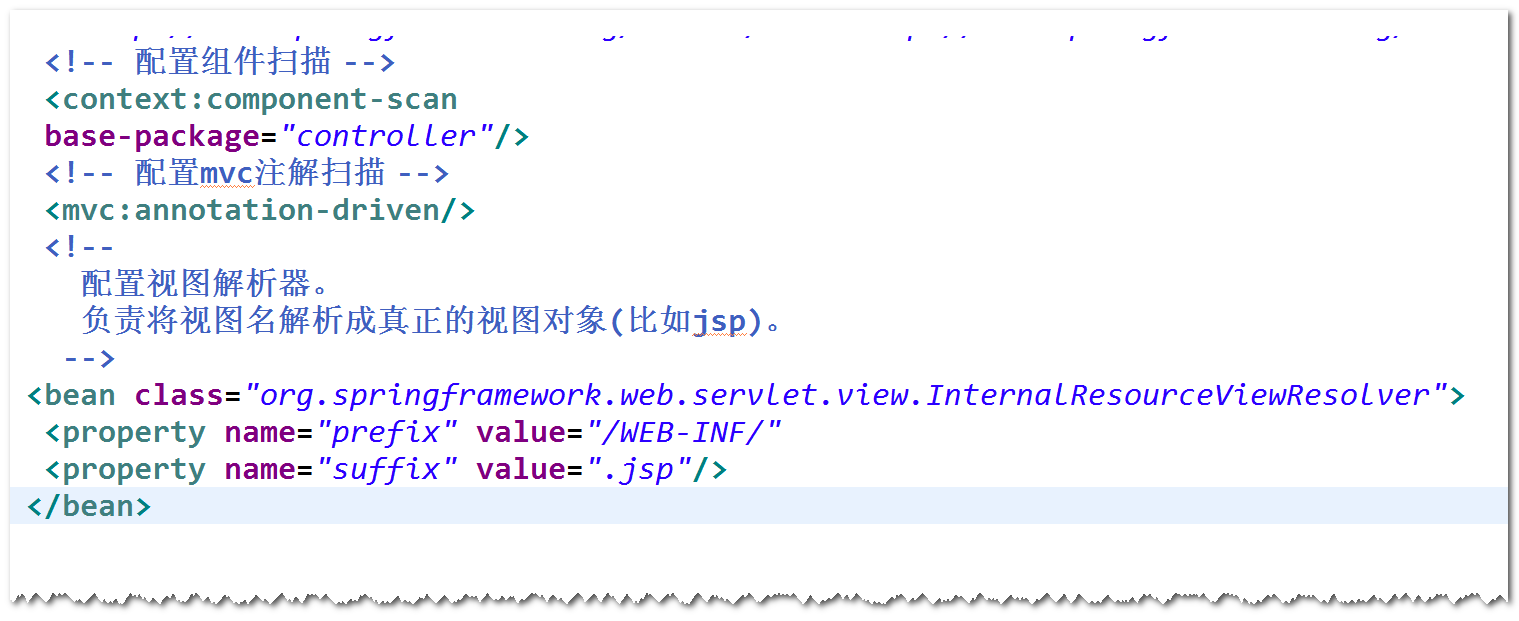 <!-- 配置组件扫描 -->
<context:component-scan
base-package="controller"/>
<!-- 配置mvc注解扫描 -->
<mvc:annotation-driven/>
<!--
配置视图解析器。
负责将视图名解析成真正的视图对象(比如jsp)。
-->
<bean class="org.springframework.web.servlet.view.InternalResourceViewResolver">
<property name="prefix" value="/WEB-INF/"
<property name="suffix" value=".jsp"/>
</bean>